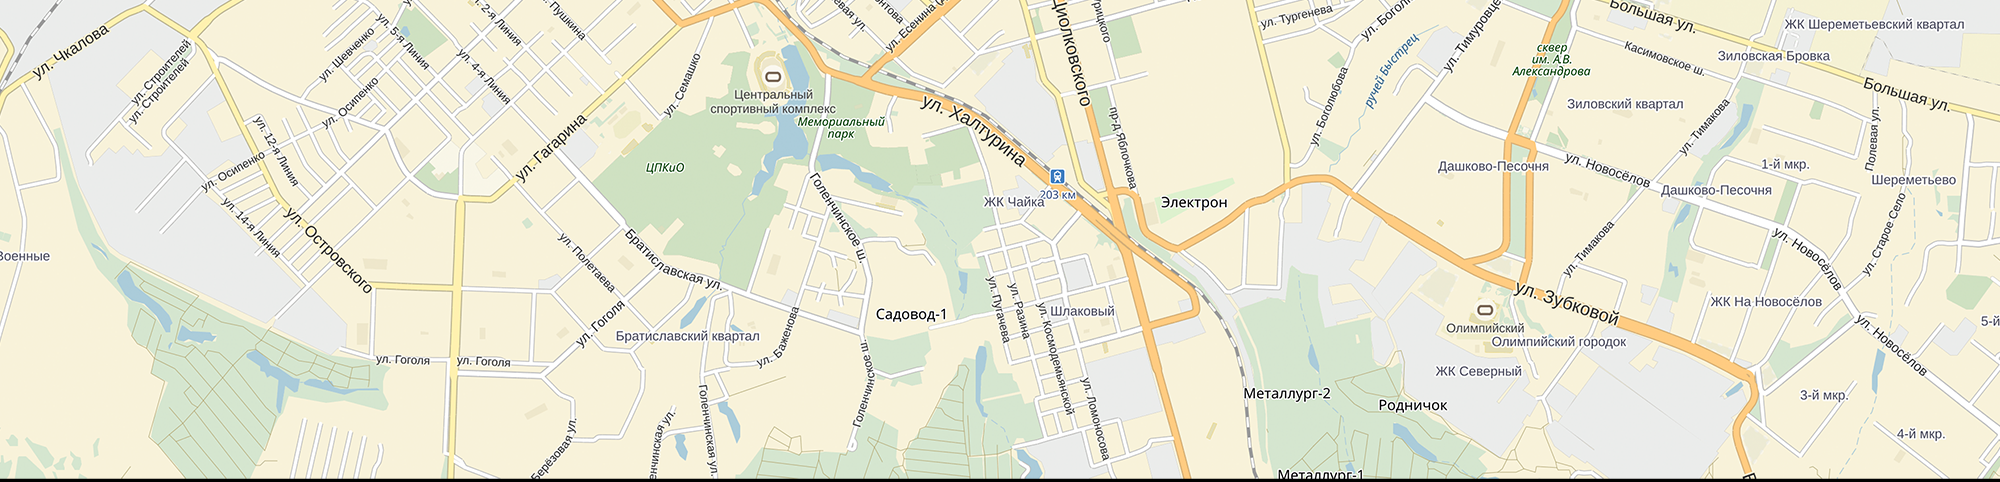 ул. Чкалова
ул. Строителей
ул. Строителей
ул. Шевченко
ул. 5-я Линия
ул. 2-я Линия
ул. Пушкина
ул. 4-я Линия
ул. Осипенко
ул. Осипенко
ул. 12-я Линия
ул. 14-я Линия
ул. Островского
Военные
ул. Гагарина
ул. Семашко
Центральный
спортивный комплекс
Мемориальный
парк
ЦПКиО
ул. Есенина
ул. Халтурина
Циолковского
пр-д Яблочкова
203 км
ЖК Чайка
Электрон
ул. Тургенева
ул. Боголюбова
ручей Быстрец
сквер
им. А.В.
Александрова
Большая ул.
Касимовское ш.
ЖК Шереметьевский квартал
Зиловская Бровка
Большая ул.
Зиловский квартал
ул. Тимакова
Полевая ул.
Дашково-Песочня
ул. Новосёлов
1-й мкр.
Дашково-Песочня
Шереметьево
ул. Старое Село
ул. Тимакова
ул. Новосёлов
ул. Полетаева
Братиславская ул.
Голенчинское ш.
ул. Гоголя
Братиславский квартал
ул. Баженова
Садовод-1
ул. Пугачева
ул. Разина
ул. Космодемьянской
Шлаковый
ул. Ломоносова
ул. Гоголя
ул. Гоголя
Берёзовая ул.
Голенчинская ул.
Голенчинское ш.
Металлург-2
Металлург-1
Родничок
ул. Зубковой
Олимпийский
Олимпийский городок
ЖК Северный
ЖК На Новосёлов
ул. Новосёлов
3-й мкр.
4-й мкр.